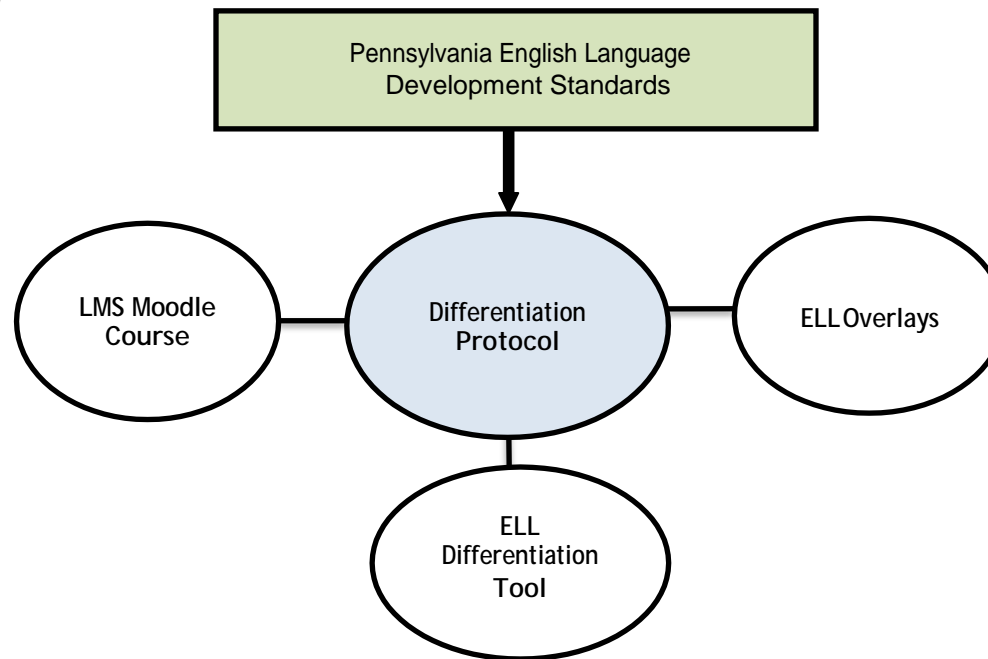 Pennsylvania English Language
Development Standards
LMS Moodle
Course
Differentiation
Protocol
ELL Overlays
ELL
Differentiation
Tool